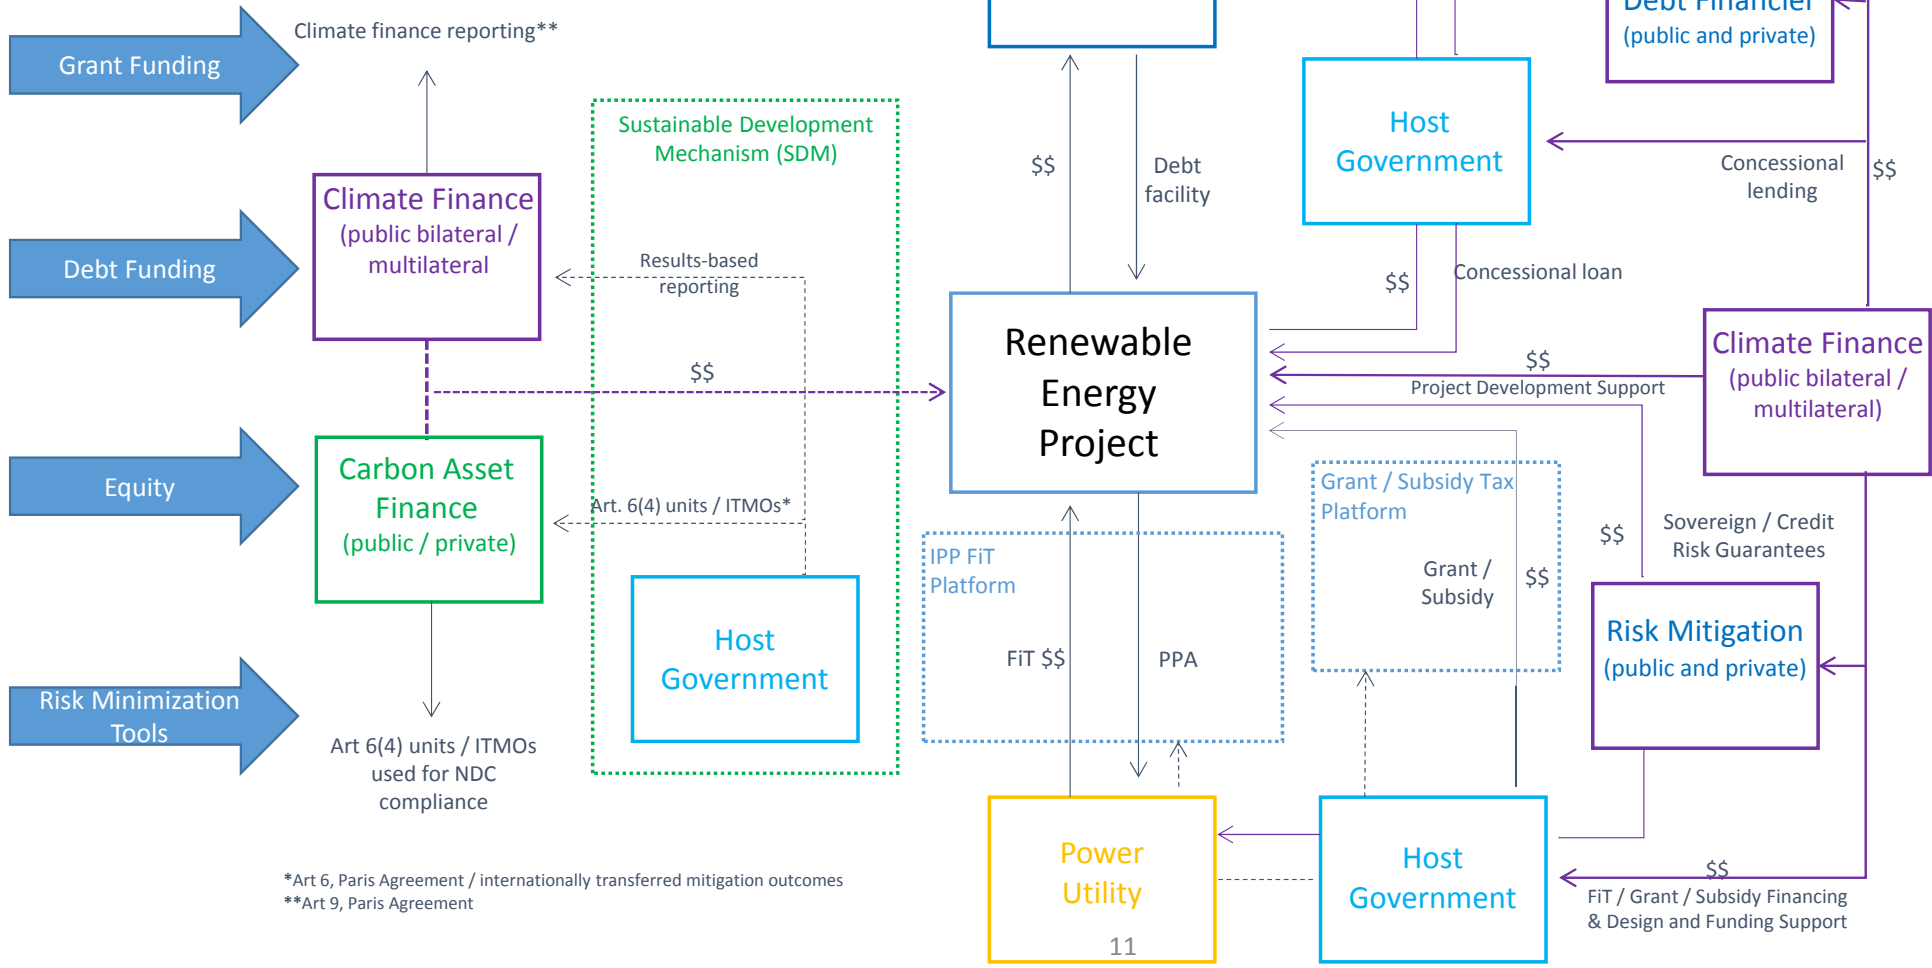 Debt Financier
(public and private)
Climate finance reporting**
Grant Funding
Sustainable Development
Mechanism (SDM)
$$
Debt
facility
Host
Government
Concessional
lending
$$
Climate Finance
(public bilateral /
multilateral
Debt Funding
Results-based
reporting
$$
Concessional loan
$$
Renewable
Energy
Project
$$
Project Development Support
Climate Finance
(public bilateral /
multilateral)
Equity
Carbon Asset
Finance
(public / private)
Art. 6(4) units / ITMOs*
Grant / Subsidy Tax
Platform
$$
Sovereign / Credit
Risk Guarantees
IPP FiT
Platform
Grant /
Subsidy
$$
Host
Government
FiT $$
PPA
Risk Mitigation
(public and private)
Risk Minimization
Tools
Art 6(4) units / ITMOs
used for NDC
compliance
Power
Utility
Host
Government
$$
FiT / Grant / Subsidy Financing
& Design and Funding Support
*Art 6, Paris Agreement / internationally transferred mitigation outcomes
**Art 9, Paris Agreement
11